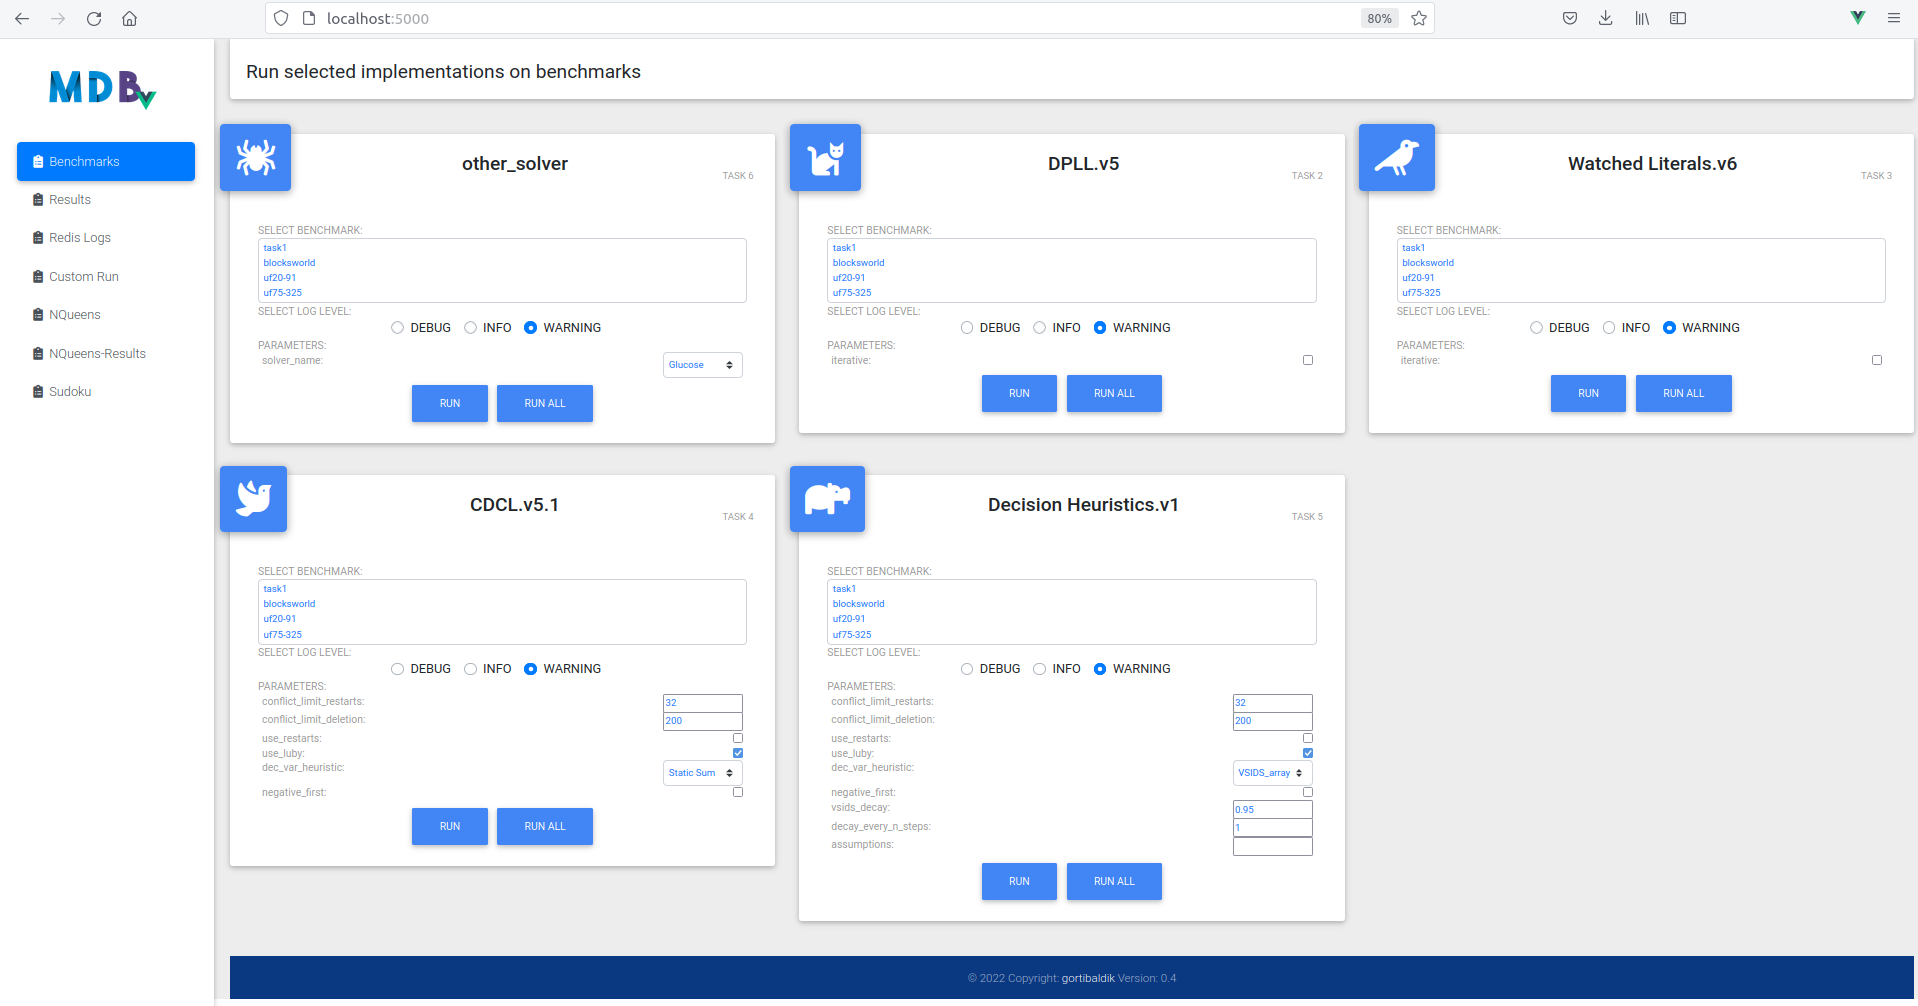 localhost:5000
80%
MDB
Benchmarks
Results
Redis Logs
Custom Run
NQueens
NQueens-Results
Sudoku
Run selected implementations on benchmarks
other_solver
TASK 6
SELECT BENCHMARK:
task1
blocksworld
uf20-91
uf75-325
SELECT LOG LEVEL:
DEBUG INFO WARNING
PARAMETERS:
solver_name: Glucose
RUN RUN ALL
DPLL.v5
TASK 2
SELECT BENCHMARK:
task1
blocksworld
uf20-91
uf75-325
SELECT LOG LEVEL:
DEBUG INFO WARNING
PARAMETERS:
iterative:
RUN RUN ALL
Watched Literals.v6
TASK 3
SELECT BENCHMARK:
task1
blocksworld
uf20-91
uf75-325
SELECT LOG LEVEL:
DEBUG INFO WARNING
PARAMETERS:
iterative:
RUN RUN ALL
CDCL.v5.1
TASK 4
SELECT BENCHMARK:
task1
blocksworld
uf20-91
uf75-325
SELECT LOG LEVEL:
DEBUG INFO WARNING
PARAMETERS:
conflict_limit_restarts: 32
conflict_limit_deletion: 200
use_restarts:
use_luby:
dec_var_heuristic: Static Sum
negative_first:
RUN RUN ALL
Decision Heuristics.v1
TASK 5
SELECT BENCHMARK:
task1
blocksworld
uf20-91
uf75-325
SELECT LOG LEVEL:
DEBUG INFO WARNING
PARAMETERS:
conflict_limit_restarts: 32
conflict_limit_deletion: 200
use_restarts:
use_luby:
dec_var_heuristic: VSIDS_array
negative_first:
vsids_decay: 0.95
decay_every_n_steps: 1
assumptions:
RUN RUN ALL
© 2022 Copyright: gortibaldik Version: 0.4